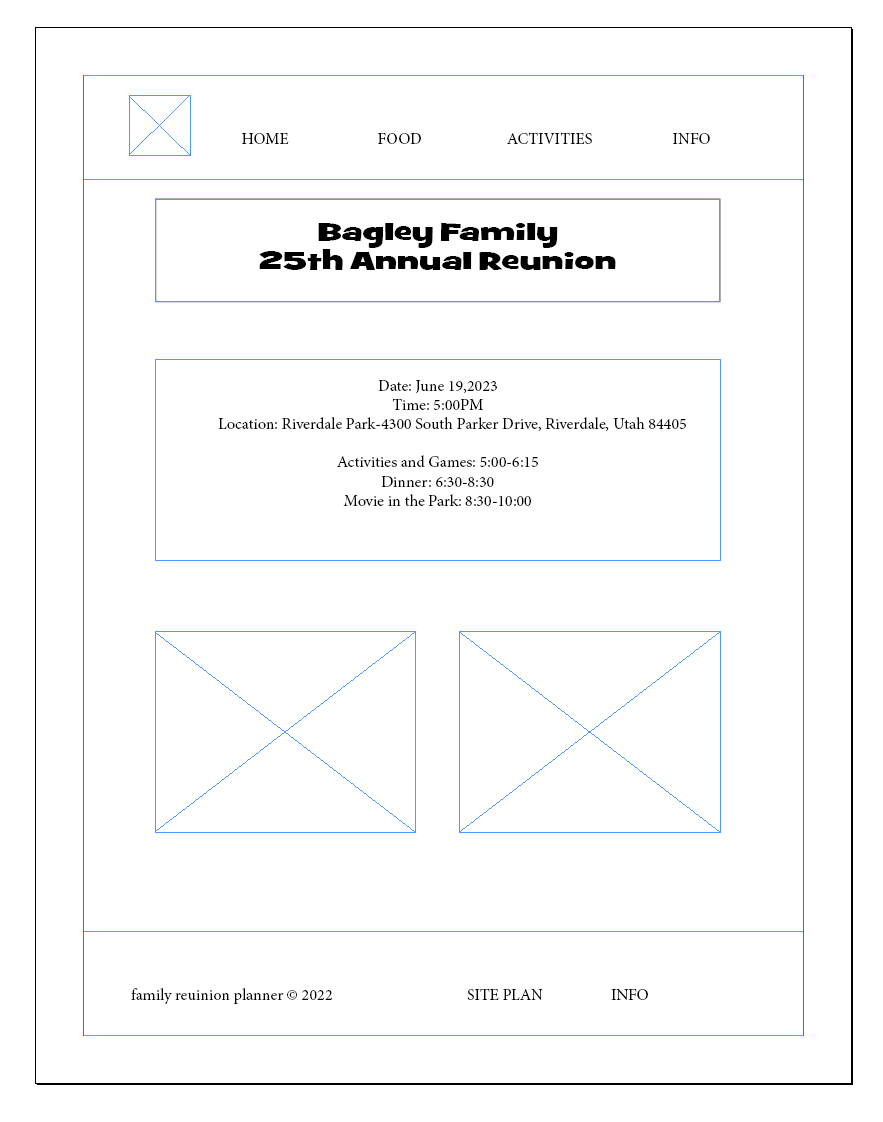 HOME FOOD ACTIVITIES INFO
Bagley Family
25th Annual Reunion
Date: June 19,2023
Time: 5:00PM
Location: Riverdale Park-4300 South Parker Drive, Riverdale, Utah 84405
Activities and Games: 5:00-6:15
Dinner: 6:30-8:30
Movie in the Park: 8:30-10:00
family reuinion planner © 2022 SITE PLAN INFO